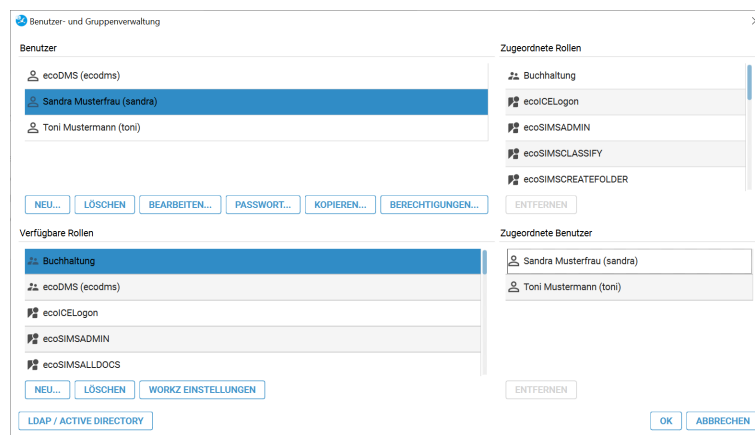 Benutzer- und Gruppenverwaltung
Benutzer
ecoDMS (ecodms)
Sandra Musterfrau (sandra)
Toni Mustermann (toni)
NEU... LÖSCHEN BEARBEITEN... PASSWORT... KOPIEREN... BERECHTIGUNGEN...
Zugeordnete Rollen
Buchhaltung
ecoICELogon
ecoSIMSADMIN
ecoSIMSCLASSIFY
ecoSIMSCREATEFOLDER
ENTFERNEN
Verfügbare Rollen
Buchhaltung
ecoDMS (ecodms)
ecoICELogon
ecoSIMSADMIN
ecoSIMSALLDOCS
NEU... LÖSCHEN WORKZ EINSTELLUNGEN
Zugeordnete Benutzer
Sandra Musterfrau (sandra)
Toni Mustermann (toni)
ENTFERNEN
LDAP / ACTIVE DIRECTORY
OK ABBRECHEN